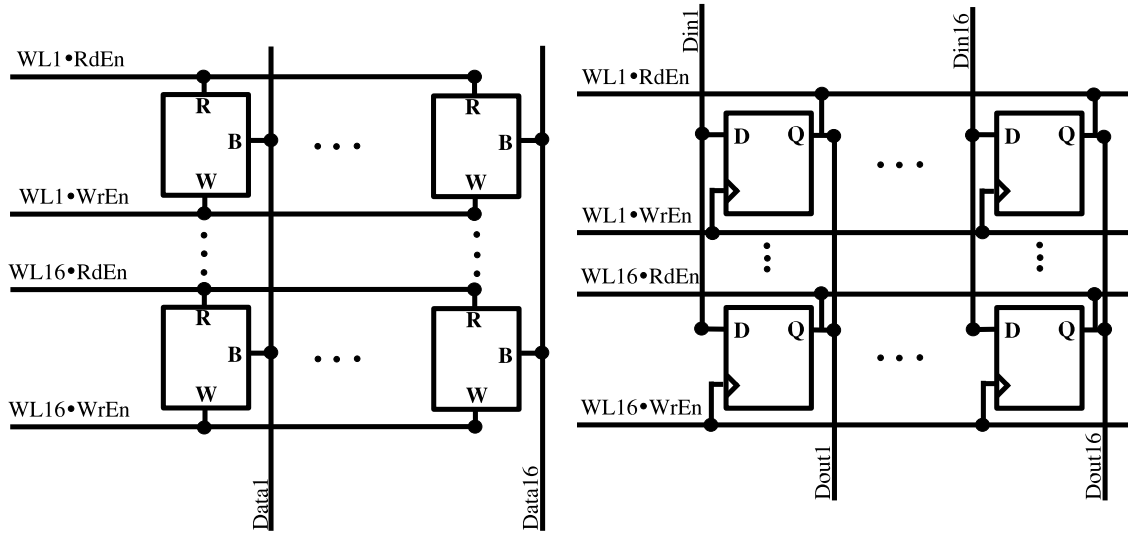 WL1•RdEn
R
R
B
B
W
W
WL1•WrEn
WL16•RdEn
R
R
B
B
W
W
WL16•WrEn
Data1
Data16
Din1
Din16
WL1•RdEn
D
Q
D
Q
WL1•WrEn
WL16•RdEn
D
Q
D
Q
WL16•WrEn
Dout1
Dout16